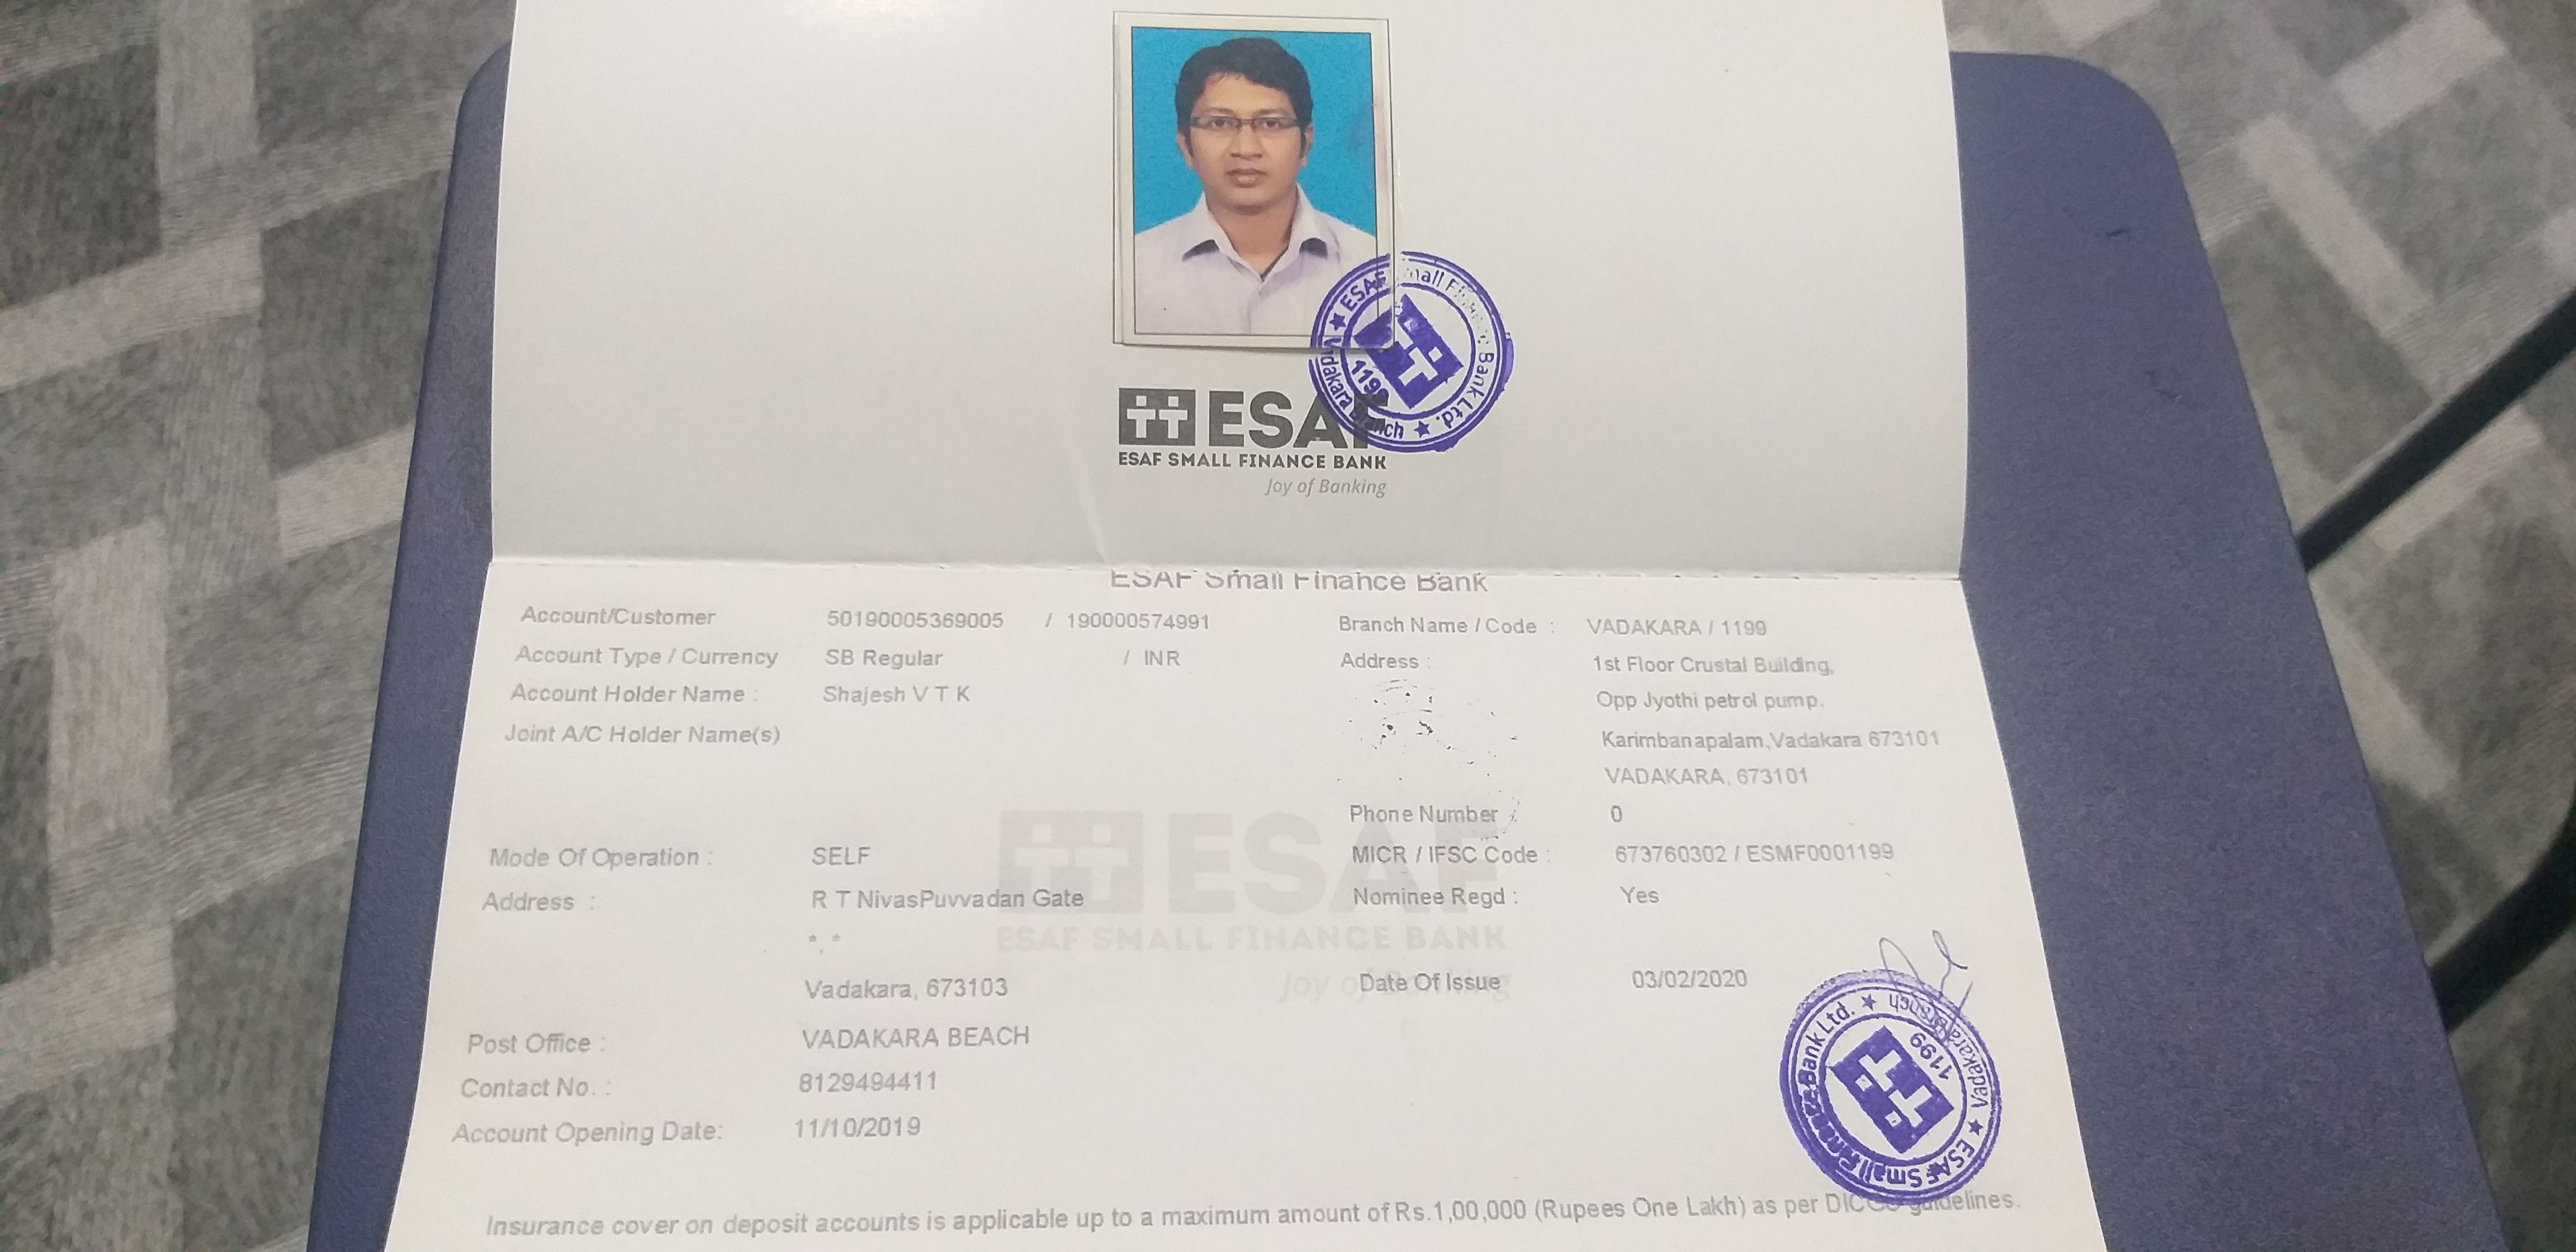 ESAF
ESAF SMALL FINANCE BANK
Joy of Banking
ESAF Small Finance Bank Ltd. ★ Vadakara Branch ★
1199
ESAF Small Finance Bank
Account/Customer 50190005369005 / 190000574991
Account Type / Currency SB Regular / INR
Account Holder Name : Shajesh V T K
Joint A/C Holder Name(s)
Mode Of Operation : SELF
Address : R T NivasPuvvadan Gate
*, *
Vadakara, 673103
Post Office : VADAKARA BEACH
Contact No. : 8129494411
Account Opening Date: 11/10/2019
Branch Name / Code : VADAKARA / 1199
Address : 1st Floor Crustal Building,
Opp Jyothi petrol pump,
Karimbanapalam,Vadakara 673101
VADAKARA, 673101
Phone Number : 0
MICR / IFSC Code : 673760302 / ESMF0001199
Nominee Regd : Yes
Date Of Issue 03/02/2020
ESAF
ESAF SMALL FINANCE BANK
Joy of Banking
ESAF Small Finance Bank Ltd. ★ Vadakara Branch ★
1199
Insurance cover on deposit accounts is applicable up to a maximum amount of Rs.1,00,000 (Rupees One Lakh) as per DICGC guidelines.